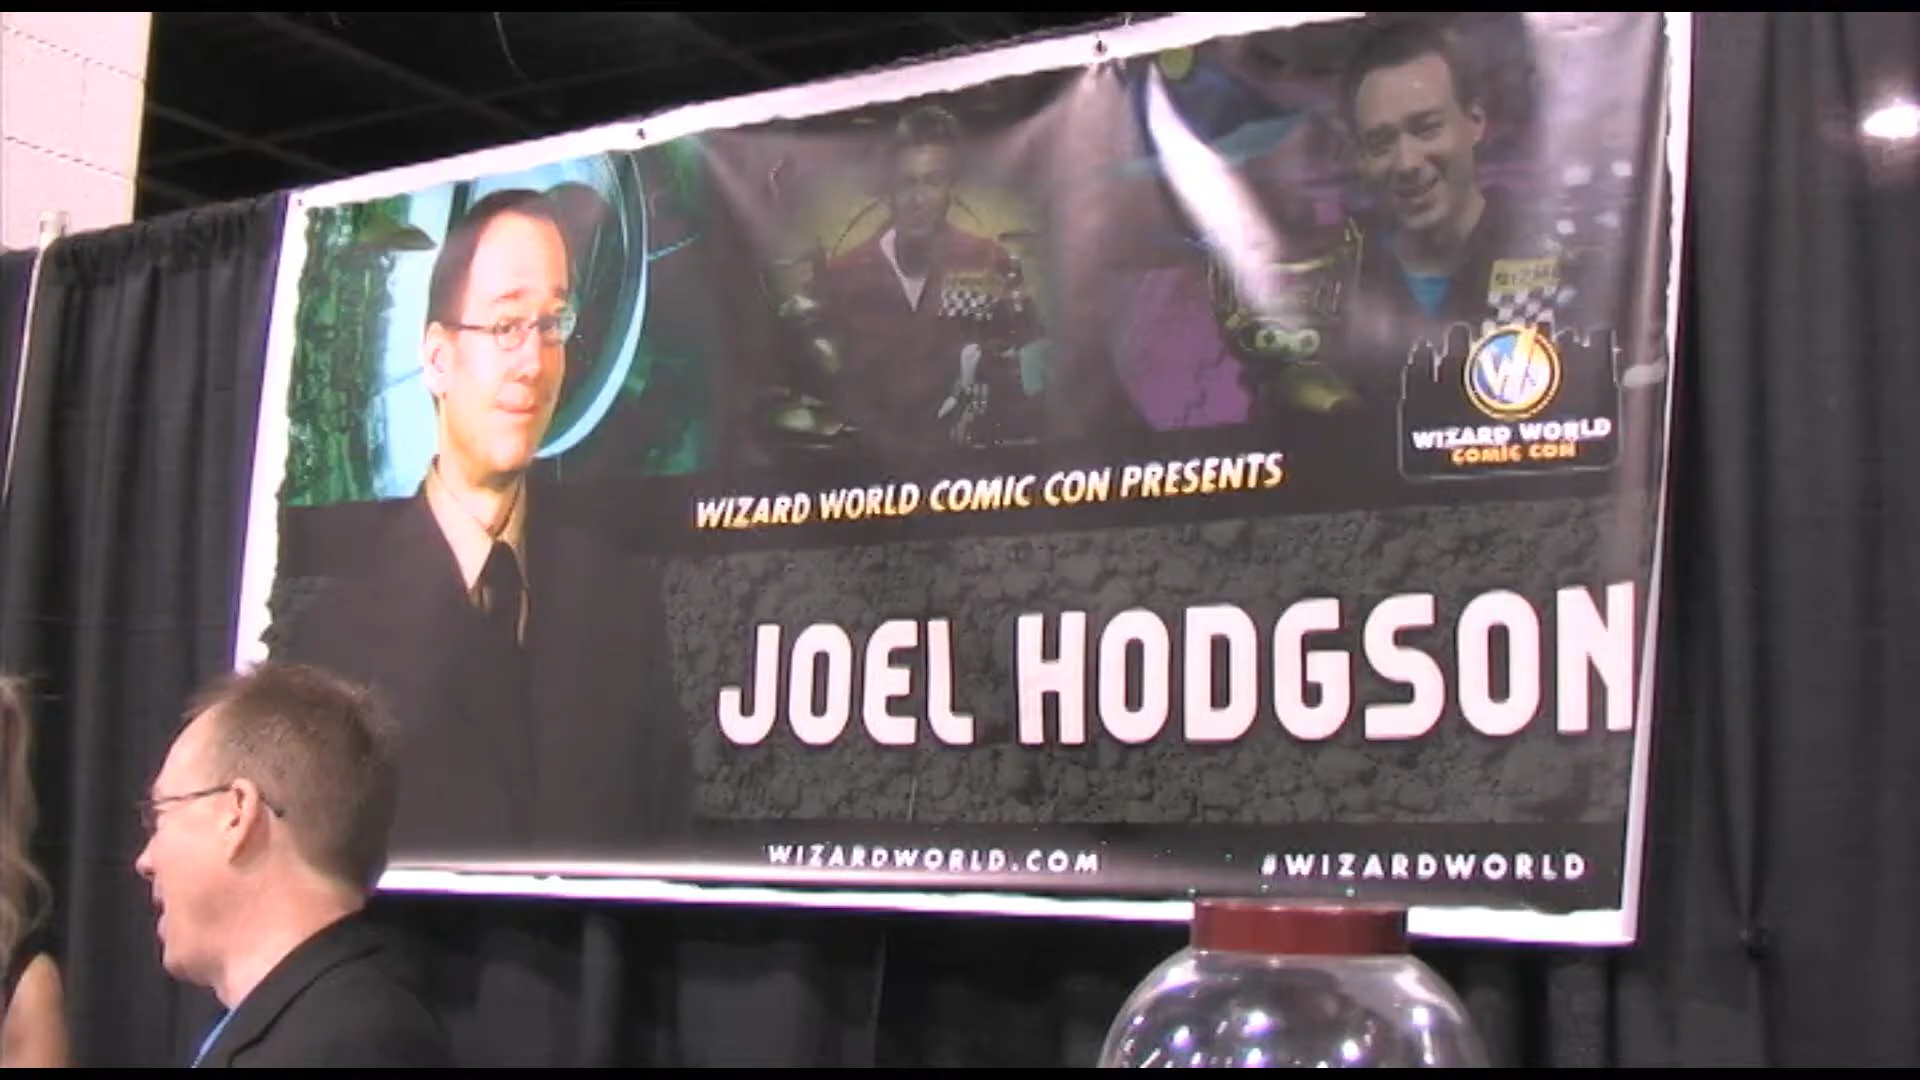 WIZARD WORLD
COMIC CON
WIZARD WORLD COMIC CON PRESENTS
JOEL HODGSON
WIZARDWORLD.COM
#WIZARDWORLD